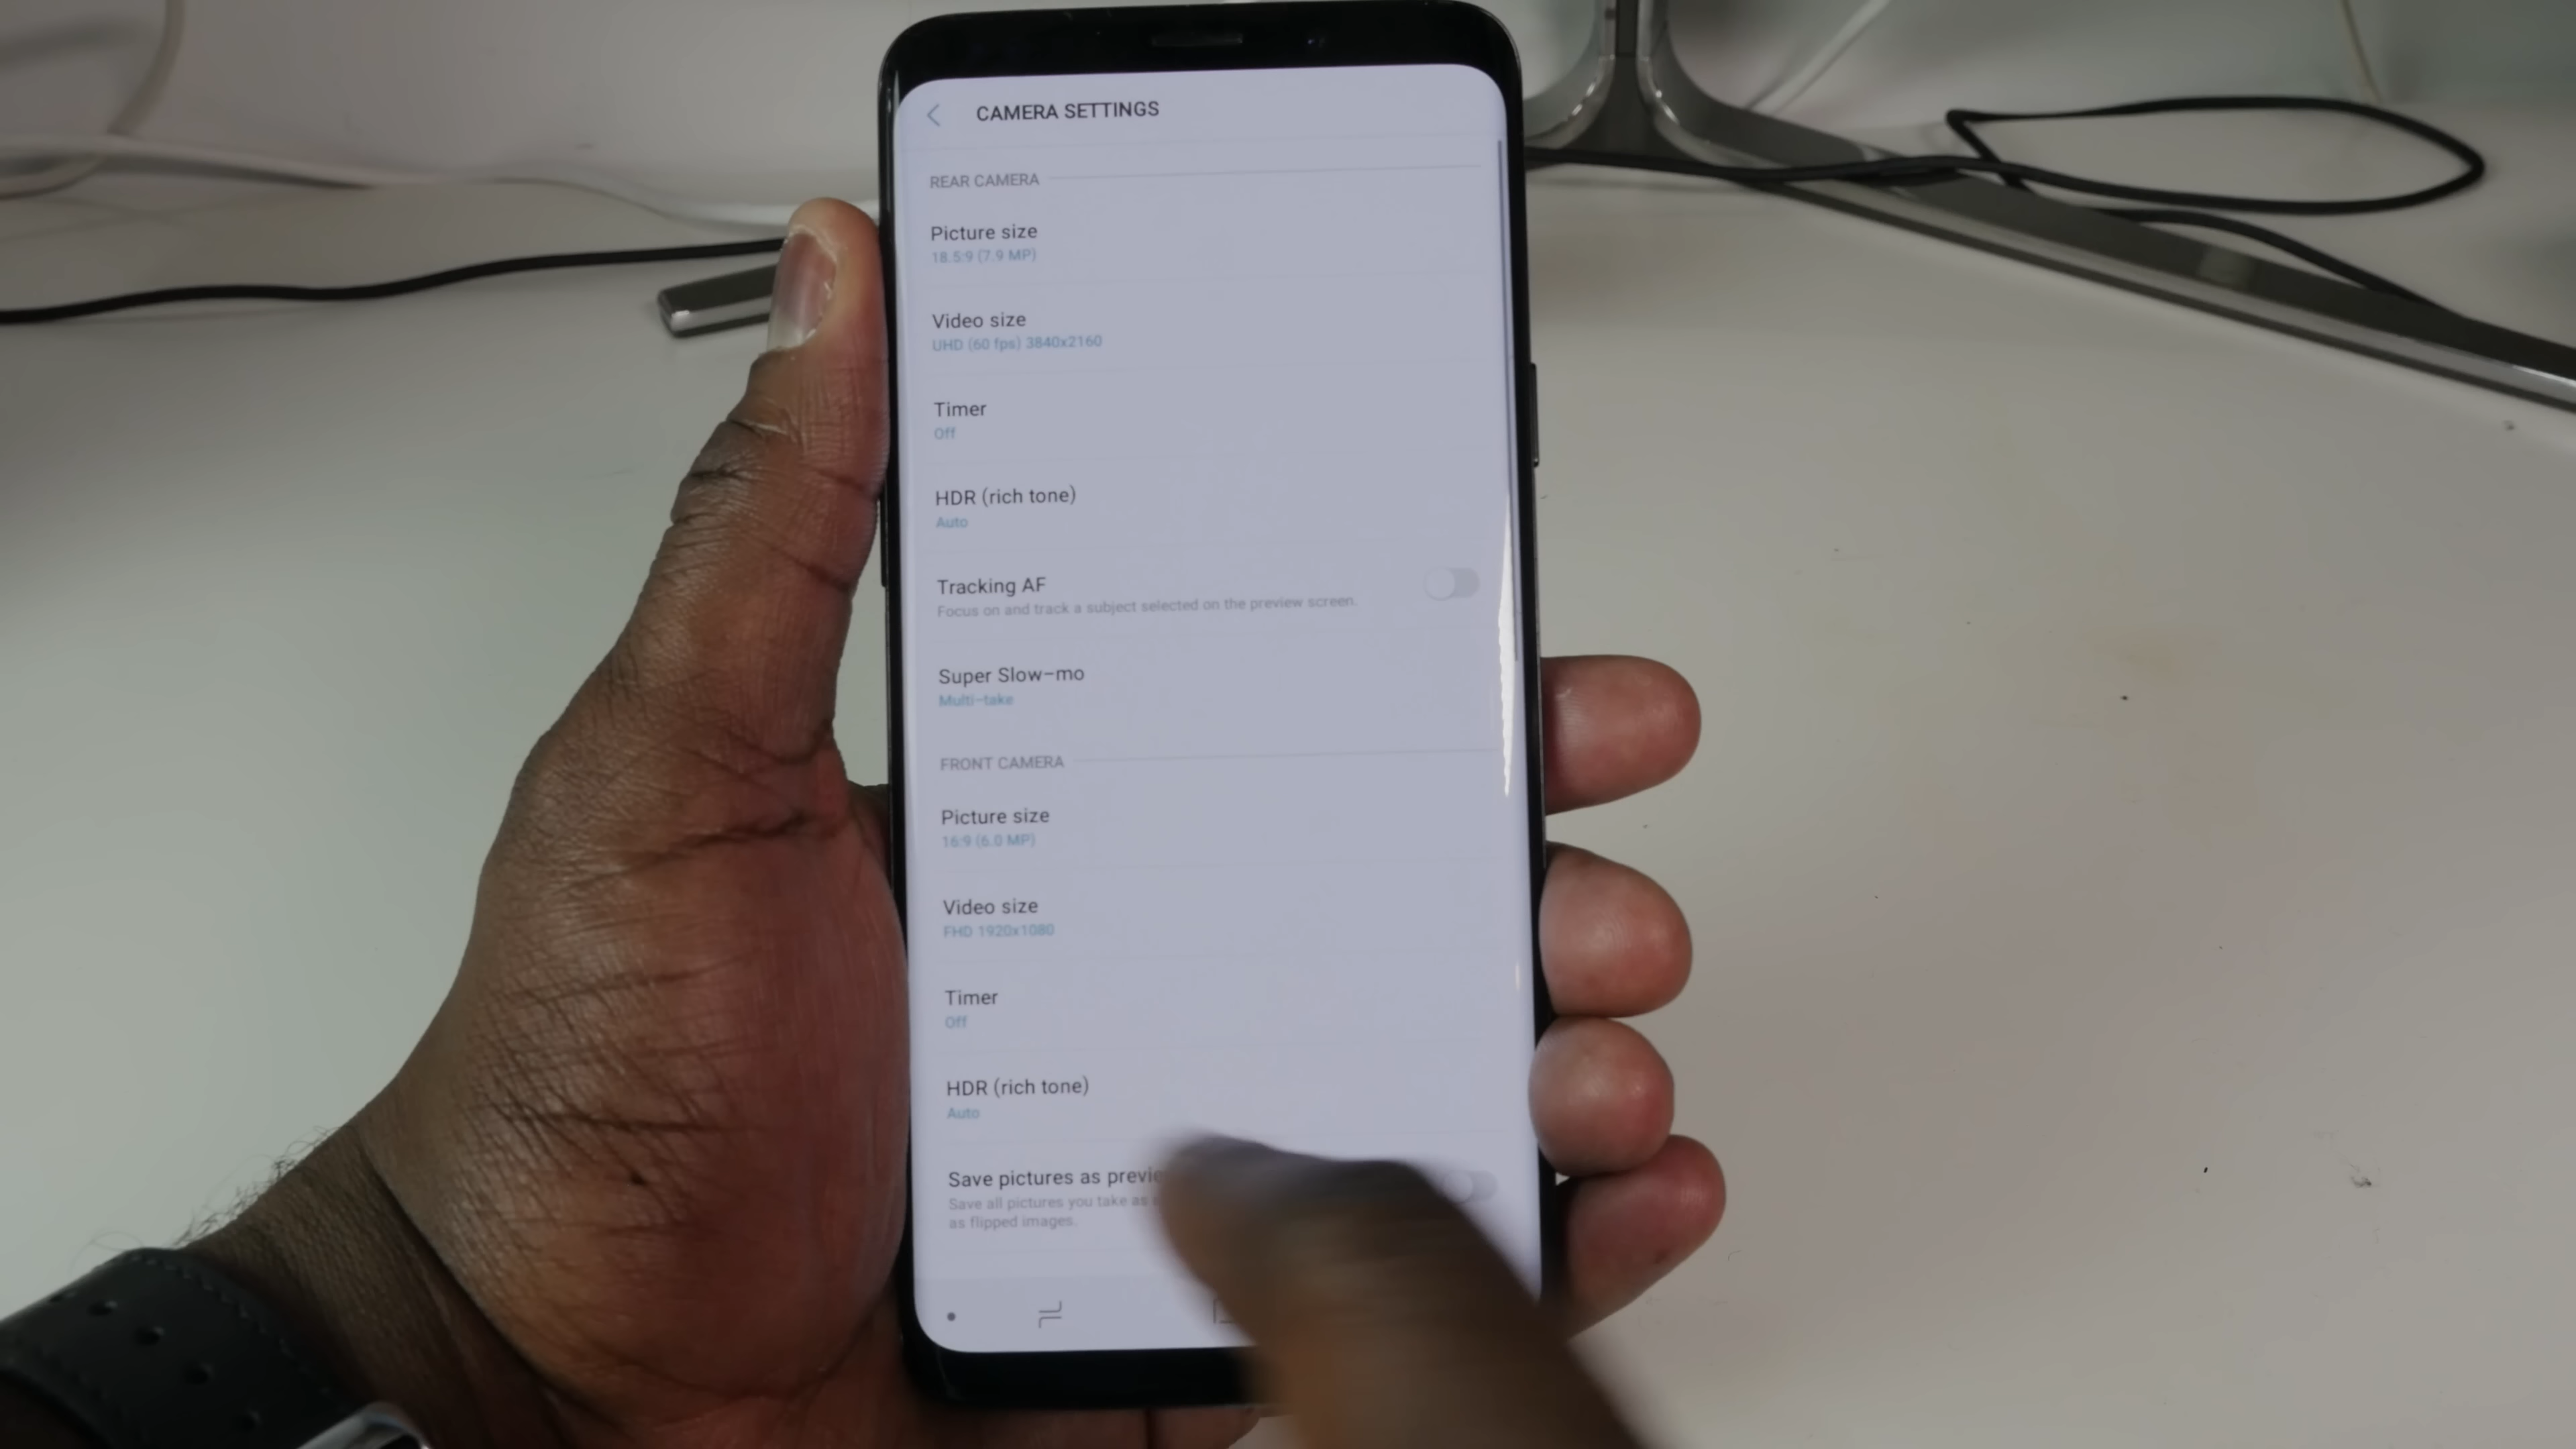 CAMERA SETTINGS
REAR CAMERA
Picture size
18.5:9 (7.9 MP)
Video size
UHD (60 fps) 3840x2160
Timer
Off
HDR (rich tone)
Auto
Tracking AF
Focus on and track a subject selected on the preview screen.
Super Slow-mo
Multi-take
FRONT CAMERA
Picture size
16:9 (6.0 MP)
Video size
FHD 1920x1080
Timer
Off
HDR (rich tone)
Auto
Save pictures as
Save all pictures you take as
as flipped images.